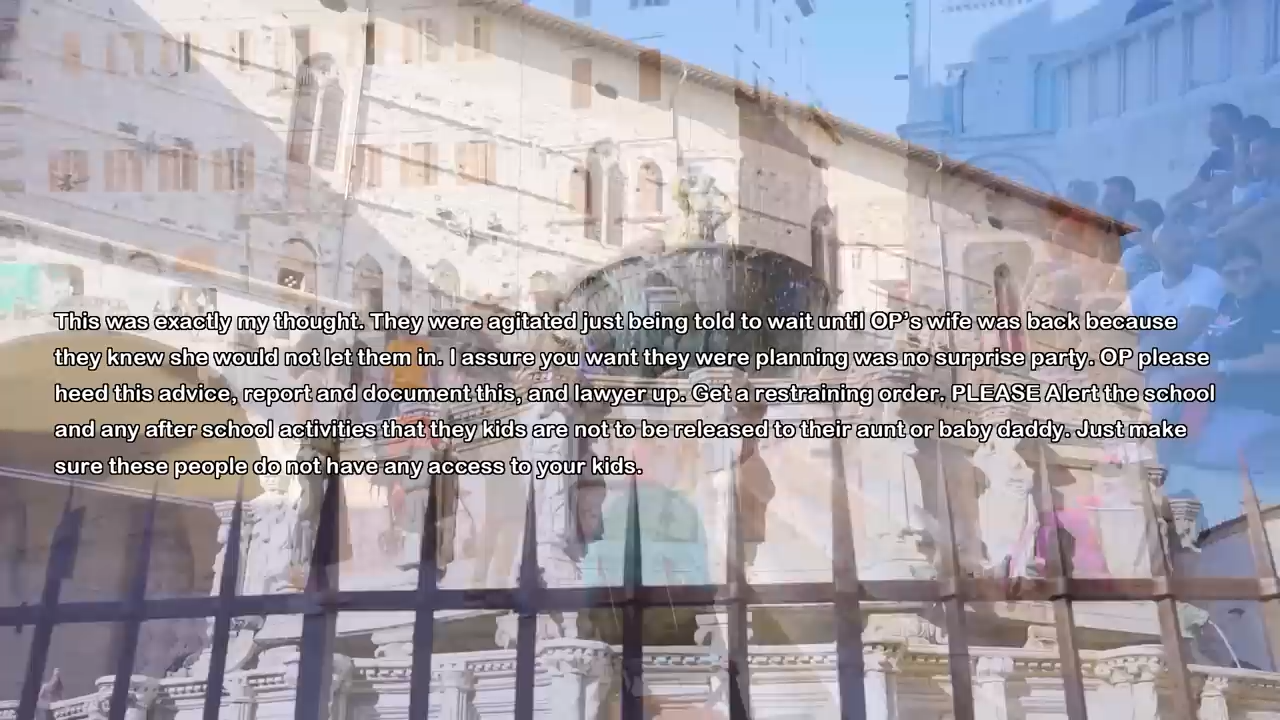 This was exactly my thought. They were agitated just being told to wait until OP's wife was back because
they knew she would not let them in. I assure you want they were planning was no surprise party. OP please
heed this advice, report and document this, and lawyer up. Get a restraining order. PLEASE Alert the school
and any after school activities that they kids are not to be released to their aunt or baby daddy. Just make
sure these people do not have any access to your kids.